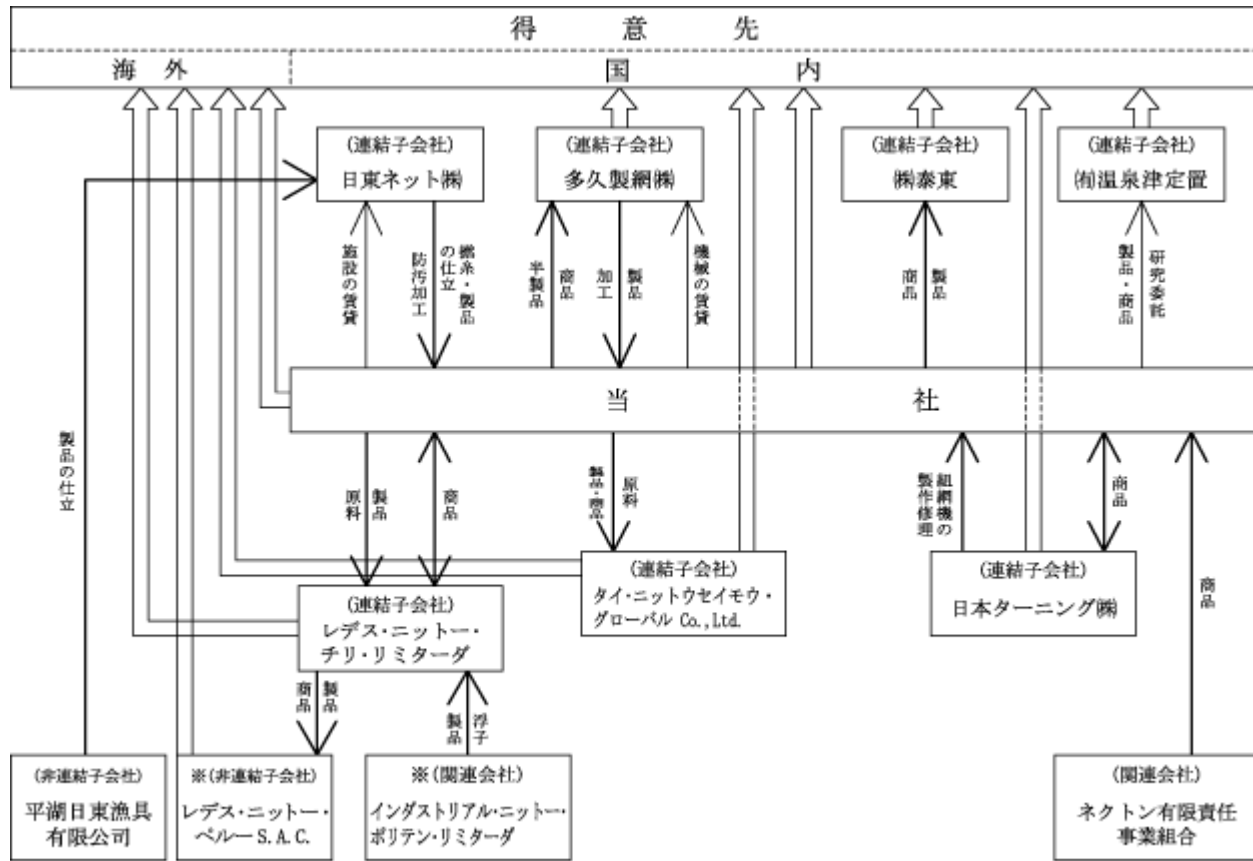 得意先
海外
国内
(連結子会社)
日東ネット㈱
(連結子会社)
多久製網㈱
(連結子会社)
㈱泰東
(連結子会社)
㈲温泉津定置
施設の賃貸
防汚加工
撚糸・製品
の仕立
半製品
商品
加工
製品
機械の賃貸
商品
製品
製品・商品
研究委託
当社
製品の仕立
原料
製品
商品
製品・商品
原料
組網機の
製作修理
商品
商品
(連結子会社)
レデス・ニットー・
チリ・リミターダ
(連結子会社)
タイ・ニットウセイモウ・
グローバル Co.,Ltd.
(連結子会社)
日本ターニング㈱
商品
製品
製品
浮子
(非連結子会社)
平湖日東漁具
有限公司
※(非連結子会社)
レデス・ニットー・
ペルー S.A.C.
※(関連会社)
インダストリアル・ニットー・
ポリテン・リミターダ
(関連会社)
ネクトン有限責任
事業組合